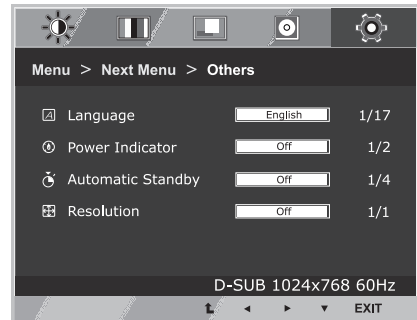 Menu > Next Menu > Others
Language English 1/17
Power Indicator Off 1/2
Automatic Standby Off 1/4
Resolution Off 1/1
D-SUB 1024x768 60Hz
EXIT